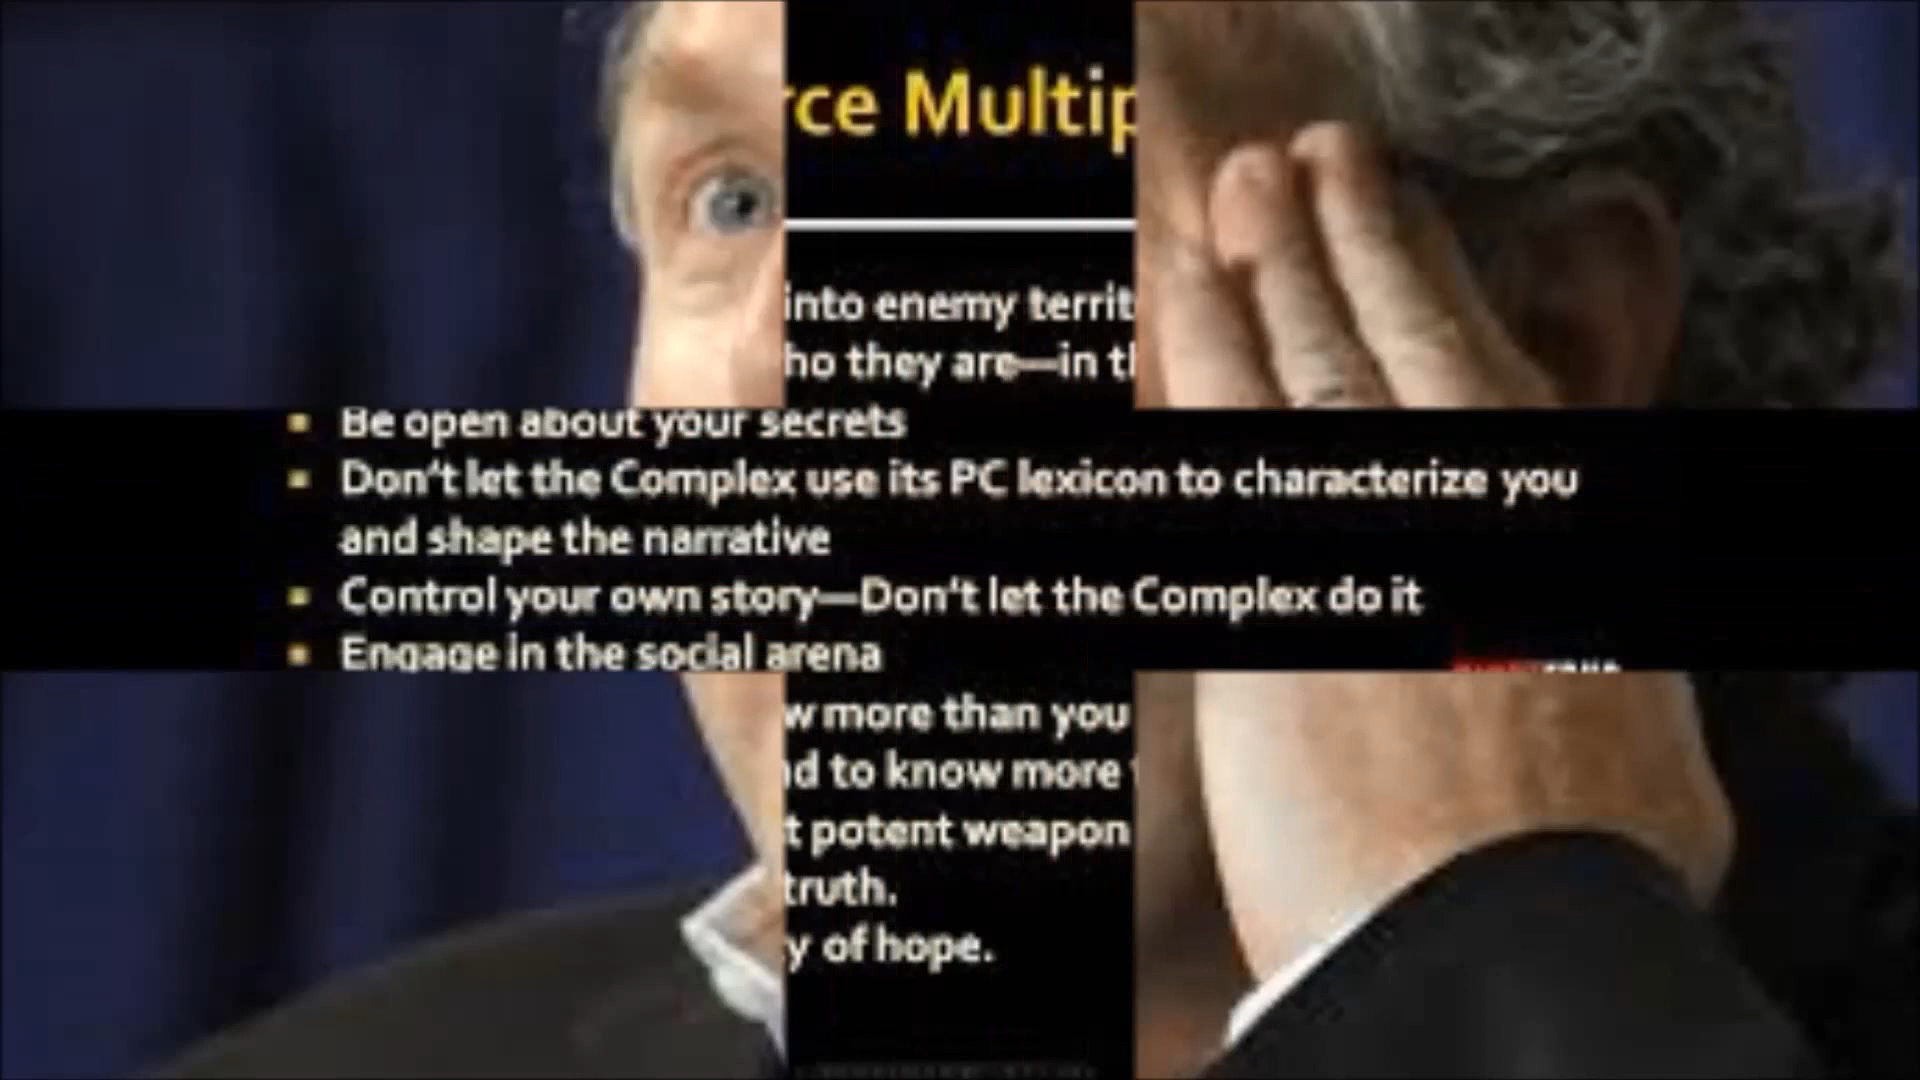 rce Multip
into enemy territ
ho they are—in th
Be open about your secrets
Don't let the Complex use its PC lexicon to characterize you
and shape the narrative
Control your own story—Don't let the Complex do it
Engage in the social arena
w more than you
d to know more
t potent weapon
truth.
y of hope.